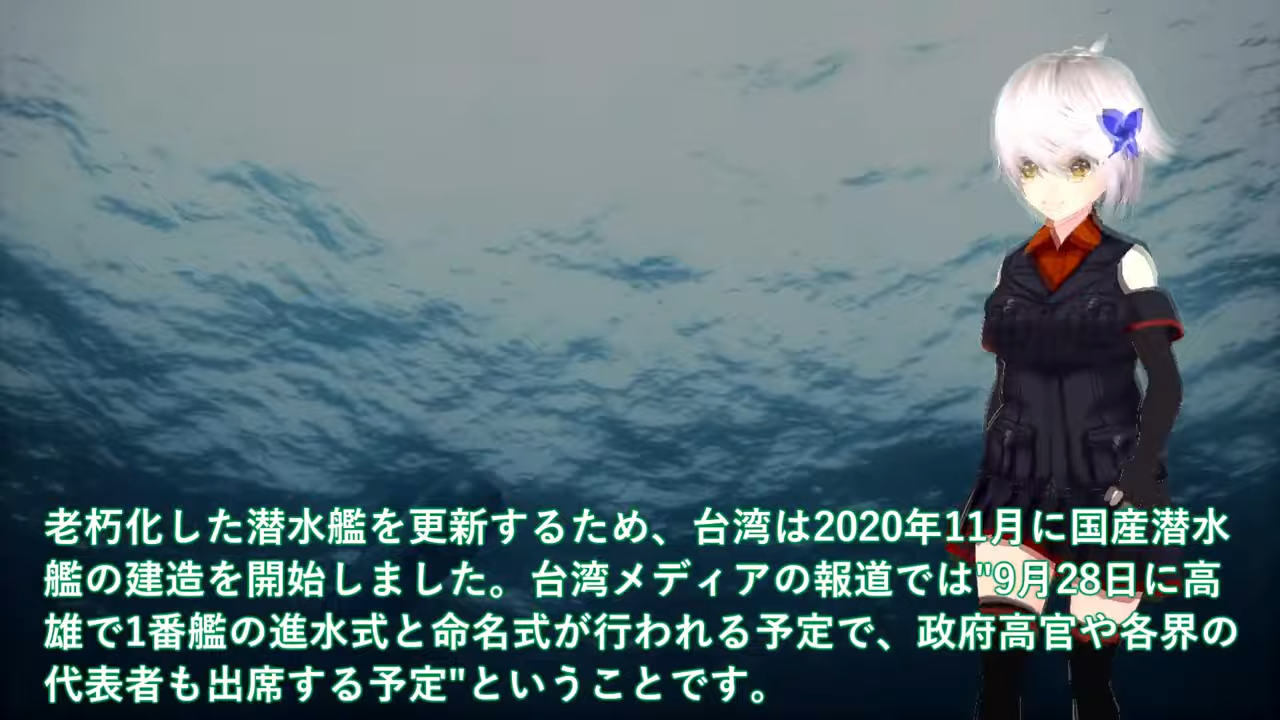 老朽化した潜水艦を更新するため、台湾は2020年11月に国産潜水
艦の建造を開始しました。台湾メディアの報道では"9月28日に高
雄で1番艦の進水式と命名式が行われる予定で、政府高官や各界の
代表者も出席する予定"ということです。